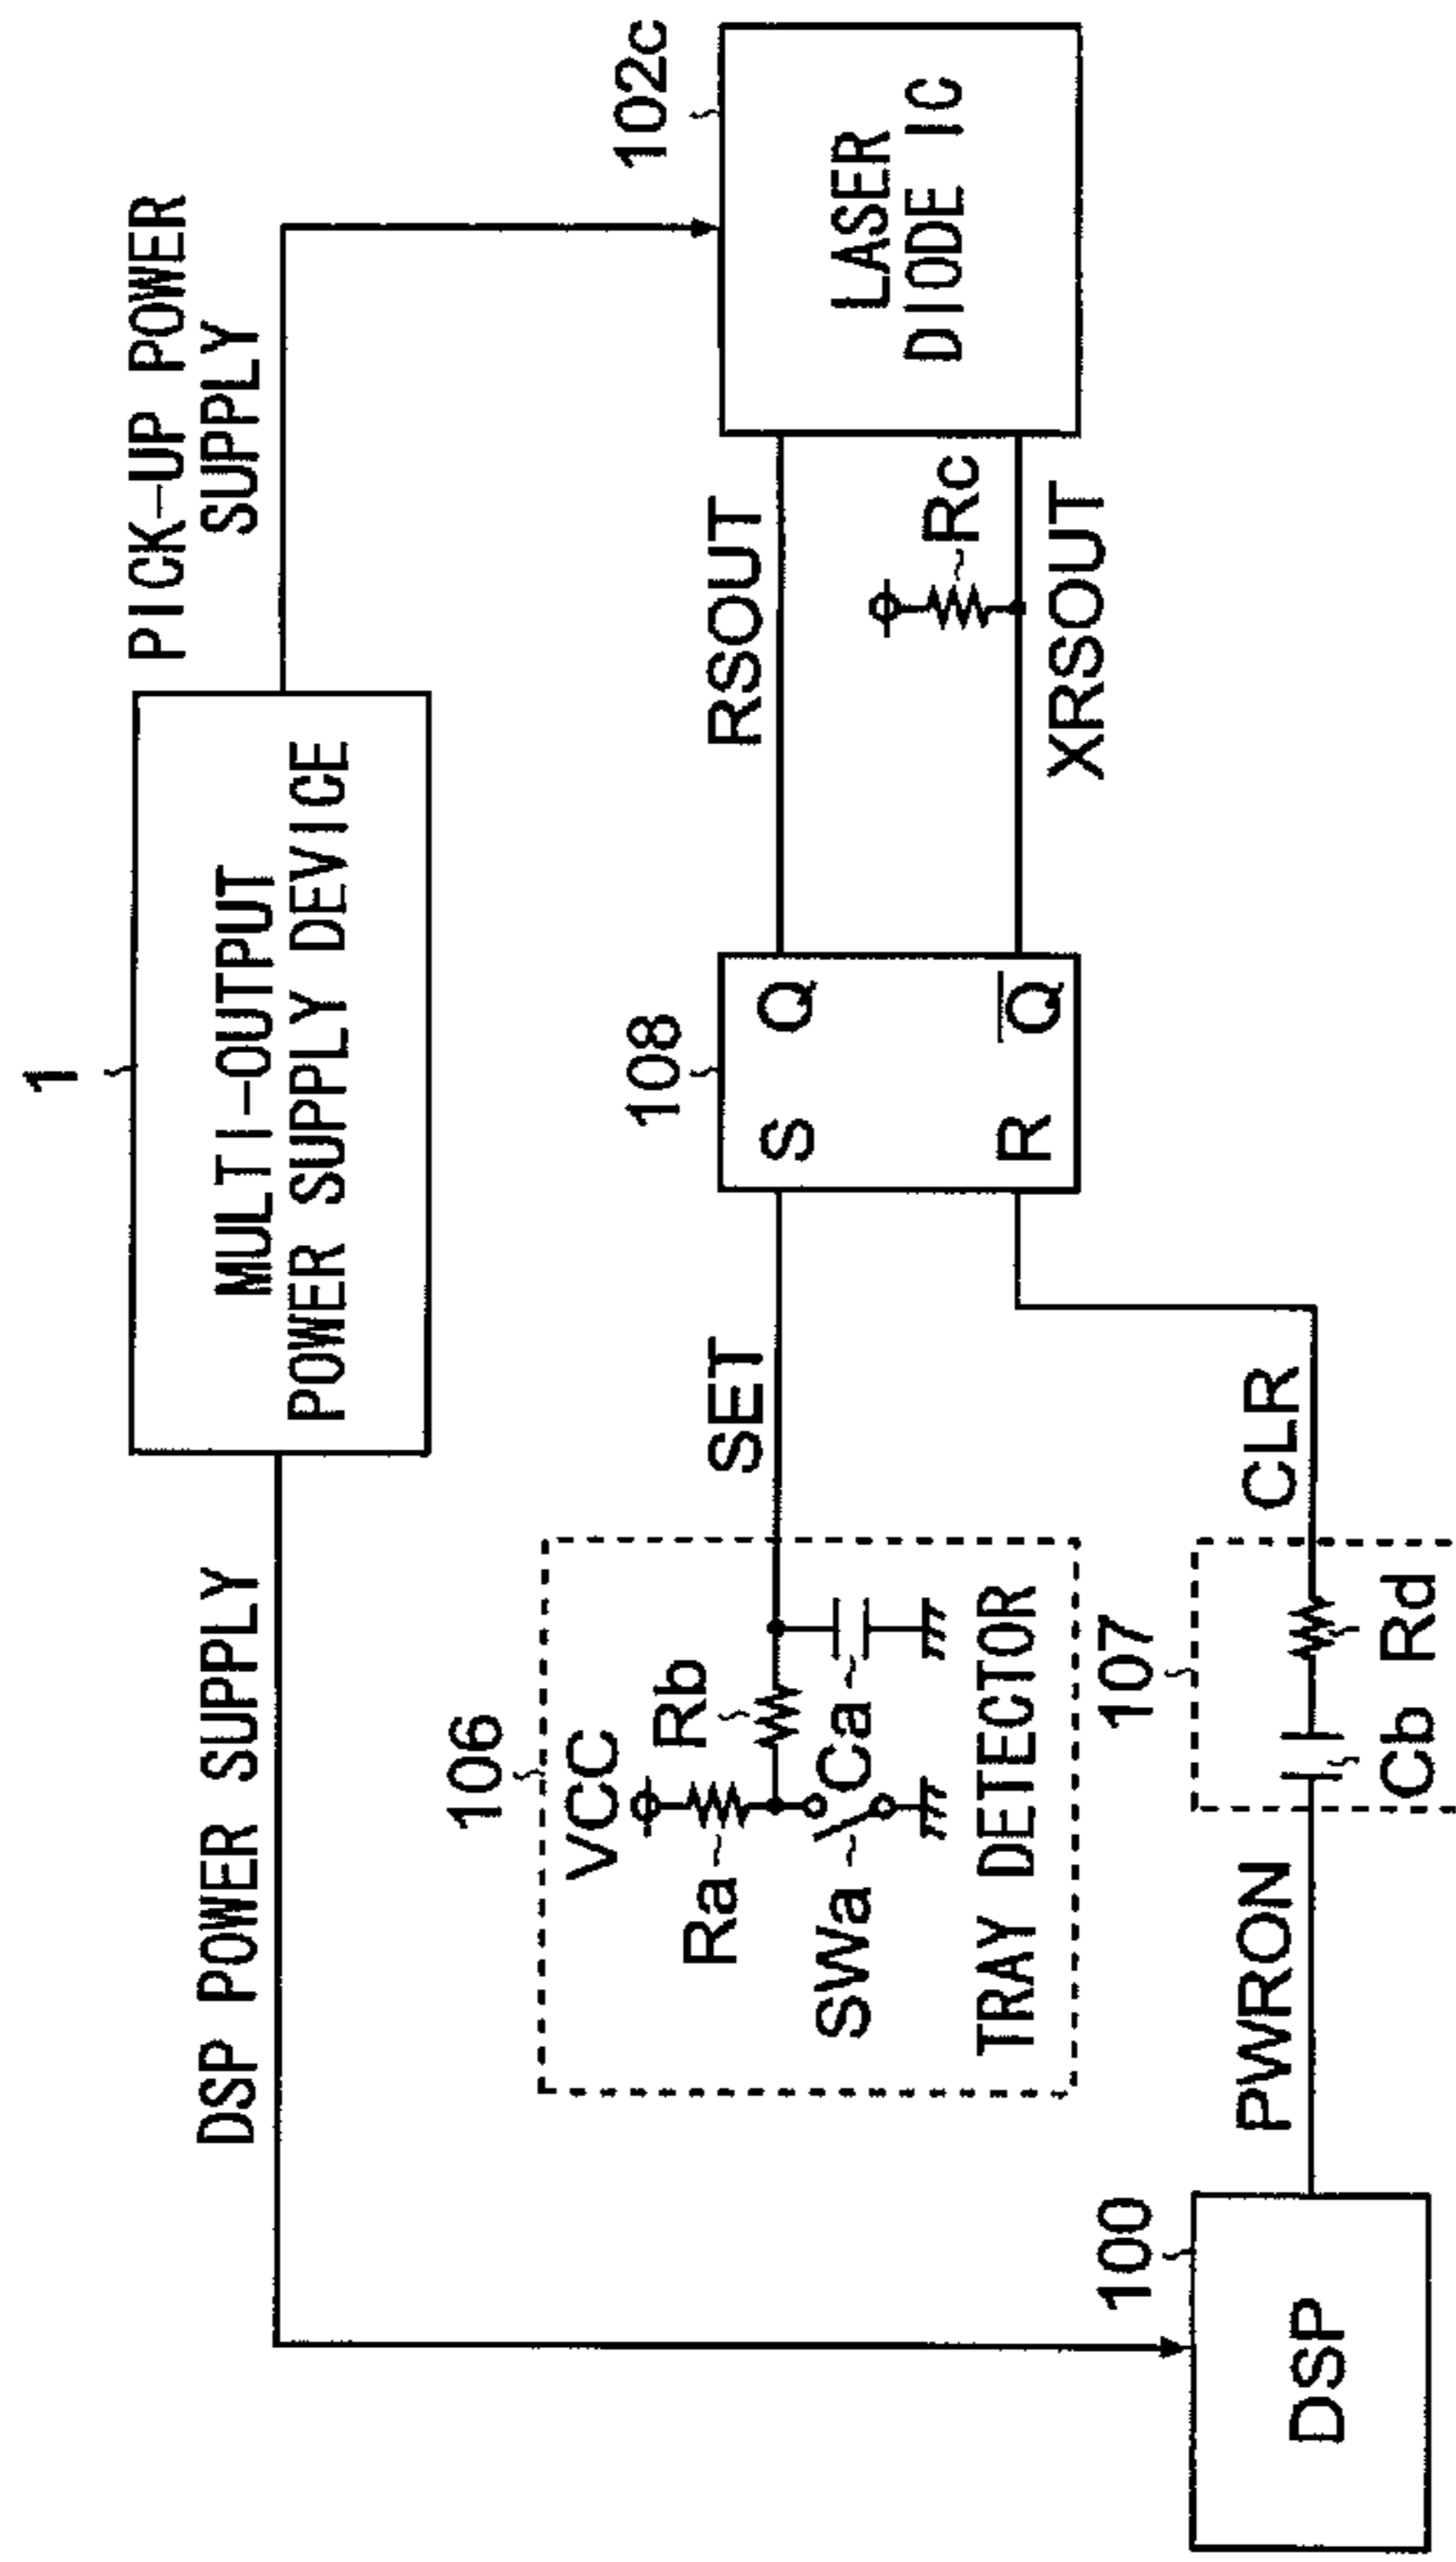 1
MULTI-OUTPUT
POWER SUPPLY DEVICE
DSP POWER SUPPLY
PICK-UP POWER
SUPPLY
106
VCC
Ra
Rb
SWa
Ca
TRAY DETECTOR
SET
108
S Q
R Q̅
RSOUT
Rc
XRSOUT
102c
LASER
DIODE IC
100
DSP
PWRON
107
Cb Rd
CLR